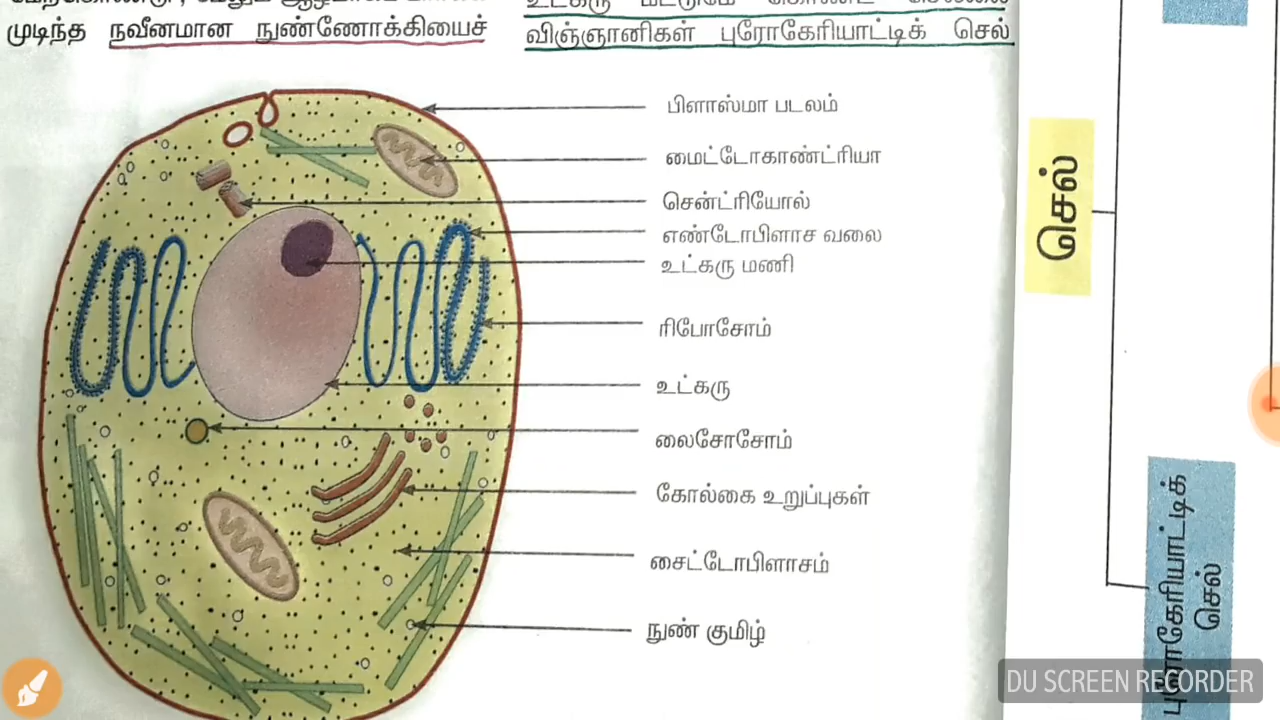 முடிந்த நவீனமான நுண்ணோக்கியைச்
விஞ்ஞானிகள் புரோகேரியாட்டிக் செல்
பிளாஸ்மா படலம்
மைட்டோகாண்ட்ரியா
சென்ட்ரியோல்
எண்டோபிளாச வலை
உட்கரு மணி
ரிபோசோம்
உட்கரு
லைசோசோம்
கோல்கை உறுப்புகள்
சைட்டோபிளாசம்
நுண் குமிழ்
செல்
புரோகேரியாட்டிக்
செல்
DU SCREEN RECORDER